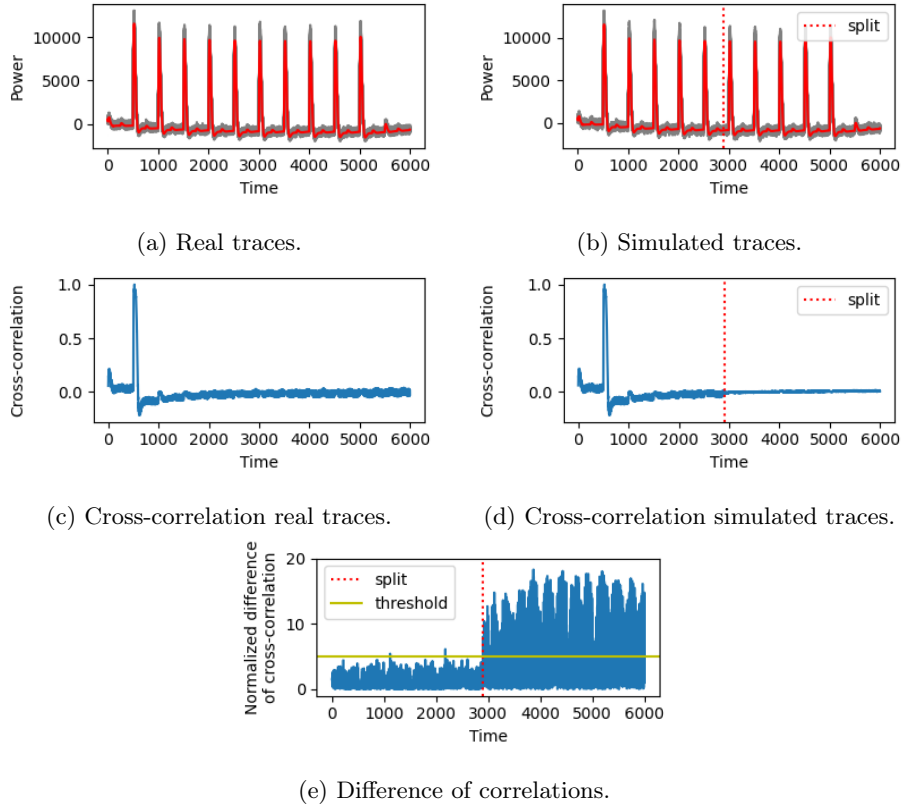 Power
10000
5000
0
0 1000 2000 3000 4000 5000 6000
Time
(a) Real traces.
Power
10000
5000
0
split
0 1000 2000 3000 4000 5000 6000
Time
(b) Simulated traces.
Cross-correlation
1.0
0.5
0.0
0 1000 2000 3000 4000 5000 6000
Time
(c) Cross-correlation real traces.
Cross-correlation
1.0
0.5
0.0
split
0 1000 2000 3000 4000 5000 6000
Time
(d) Cross-correlation simulated traces.
Normalized difference
of cross-correlation
20
10
0
split
threshold
0 1000 2000 3000 4000 5000 6000
Time
(e) Difference of correlations.